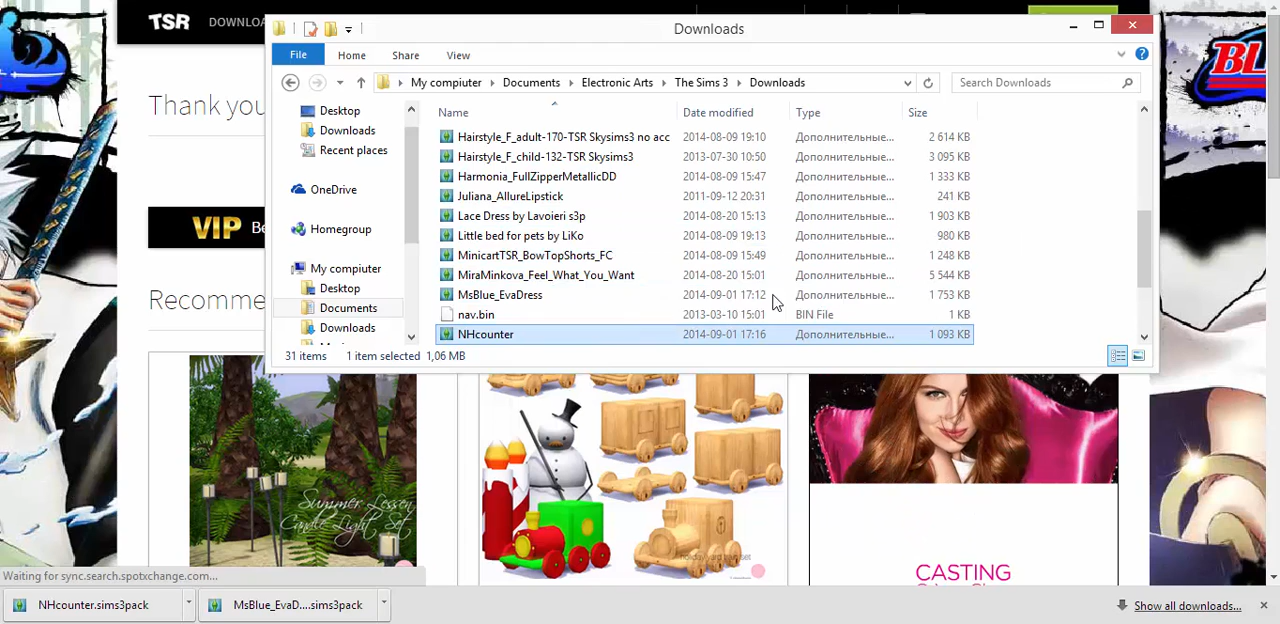 TSR
DOWNLOA
Downloads
File
Home
Share
View
My compiuter
Documents
Electronic Arts
The Sims 3
Downloads
Search Downloads
Desktop
Downloads
Recent places
OneDrive
Homegroup
My compiuter
Desktop
Documents
Downloads
Name
Date modified
Type
Size
Hairstyle_F_adult-170-TSR Skysims3 no acc 2014-08-09 19:10 Дополнительные... 2 614 KB
Hairstyle_F_child-132-TSR Skysims3 2013-07-30 10:50 Дополнительные... 3 095 KB
Harmonia_FullZipperMetallicDD 2014-08-09 15:47 Дополнительные... 1 333 KB
Juliana_AllureLipstick 2011-09-12 20:31 Дополнительные... 241 KB
Lace Dress by Lavoieri s3p 2014-08-20 15:13 Дополнительные... 1 903 KB
Little bed for pets by LiKo 2014-08-09 19:13 Дополнительные... 980 KB
MinicartTSR_BowTopShorts_FC 2014-08-09 15:49 Дополнительные... 1 248 KB
MiraMinkova_Feel_What_You_Want 2014-08-20 15:01 Дополнительные... 5 544 KB
MsBlue_EvaDress 2014-09-01 17:12 Дополнительные... 1 753 KB
nav.bin 2013-03-10 15:01 BIN File 1 KB
NHcounter 2014-09-01 17:16 Дополнительные... 1 093 KB
31 items 1 item selected 1,06 MB
Thank you
VIP Be
Recomme
BL
Summer Lessen
Candle Light Set
CASTING
Waiting for sync.search.spotxchange.com...
NHcounter.sims3pack
MsBlue_EvaD....sims3pack
Show all downloads...